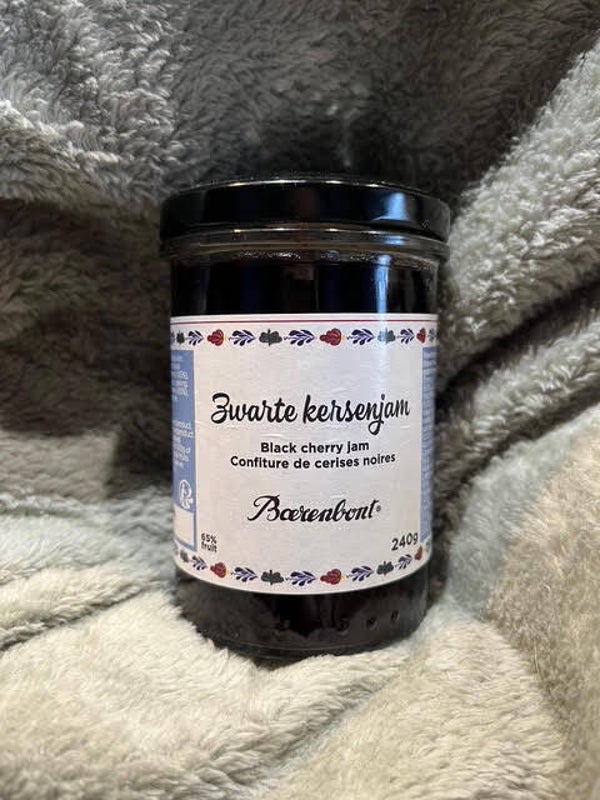 Zwarte kersenjam
Black cherry jam
Confiture de cerises noires
Boerenbont®
65%
fruit
240g